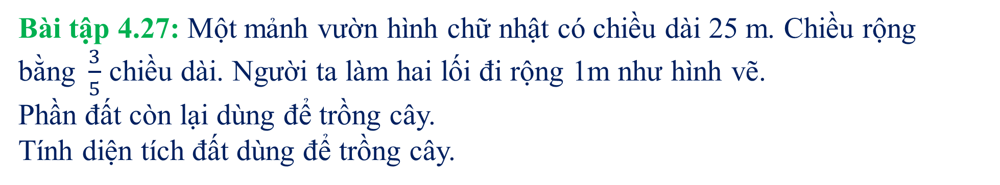 Bài tập 4.27: Một mảnh vườn hình chữ nhật có chiều dài 25 m. Chiều rộng
bằng 3/5 chiều dài. Người ta làm hai lối đi rộng 1m như hình vẽ.
Phần đất còn lại dùng để trồng cây.
Tính diện tích đất dùng để trồng cây.